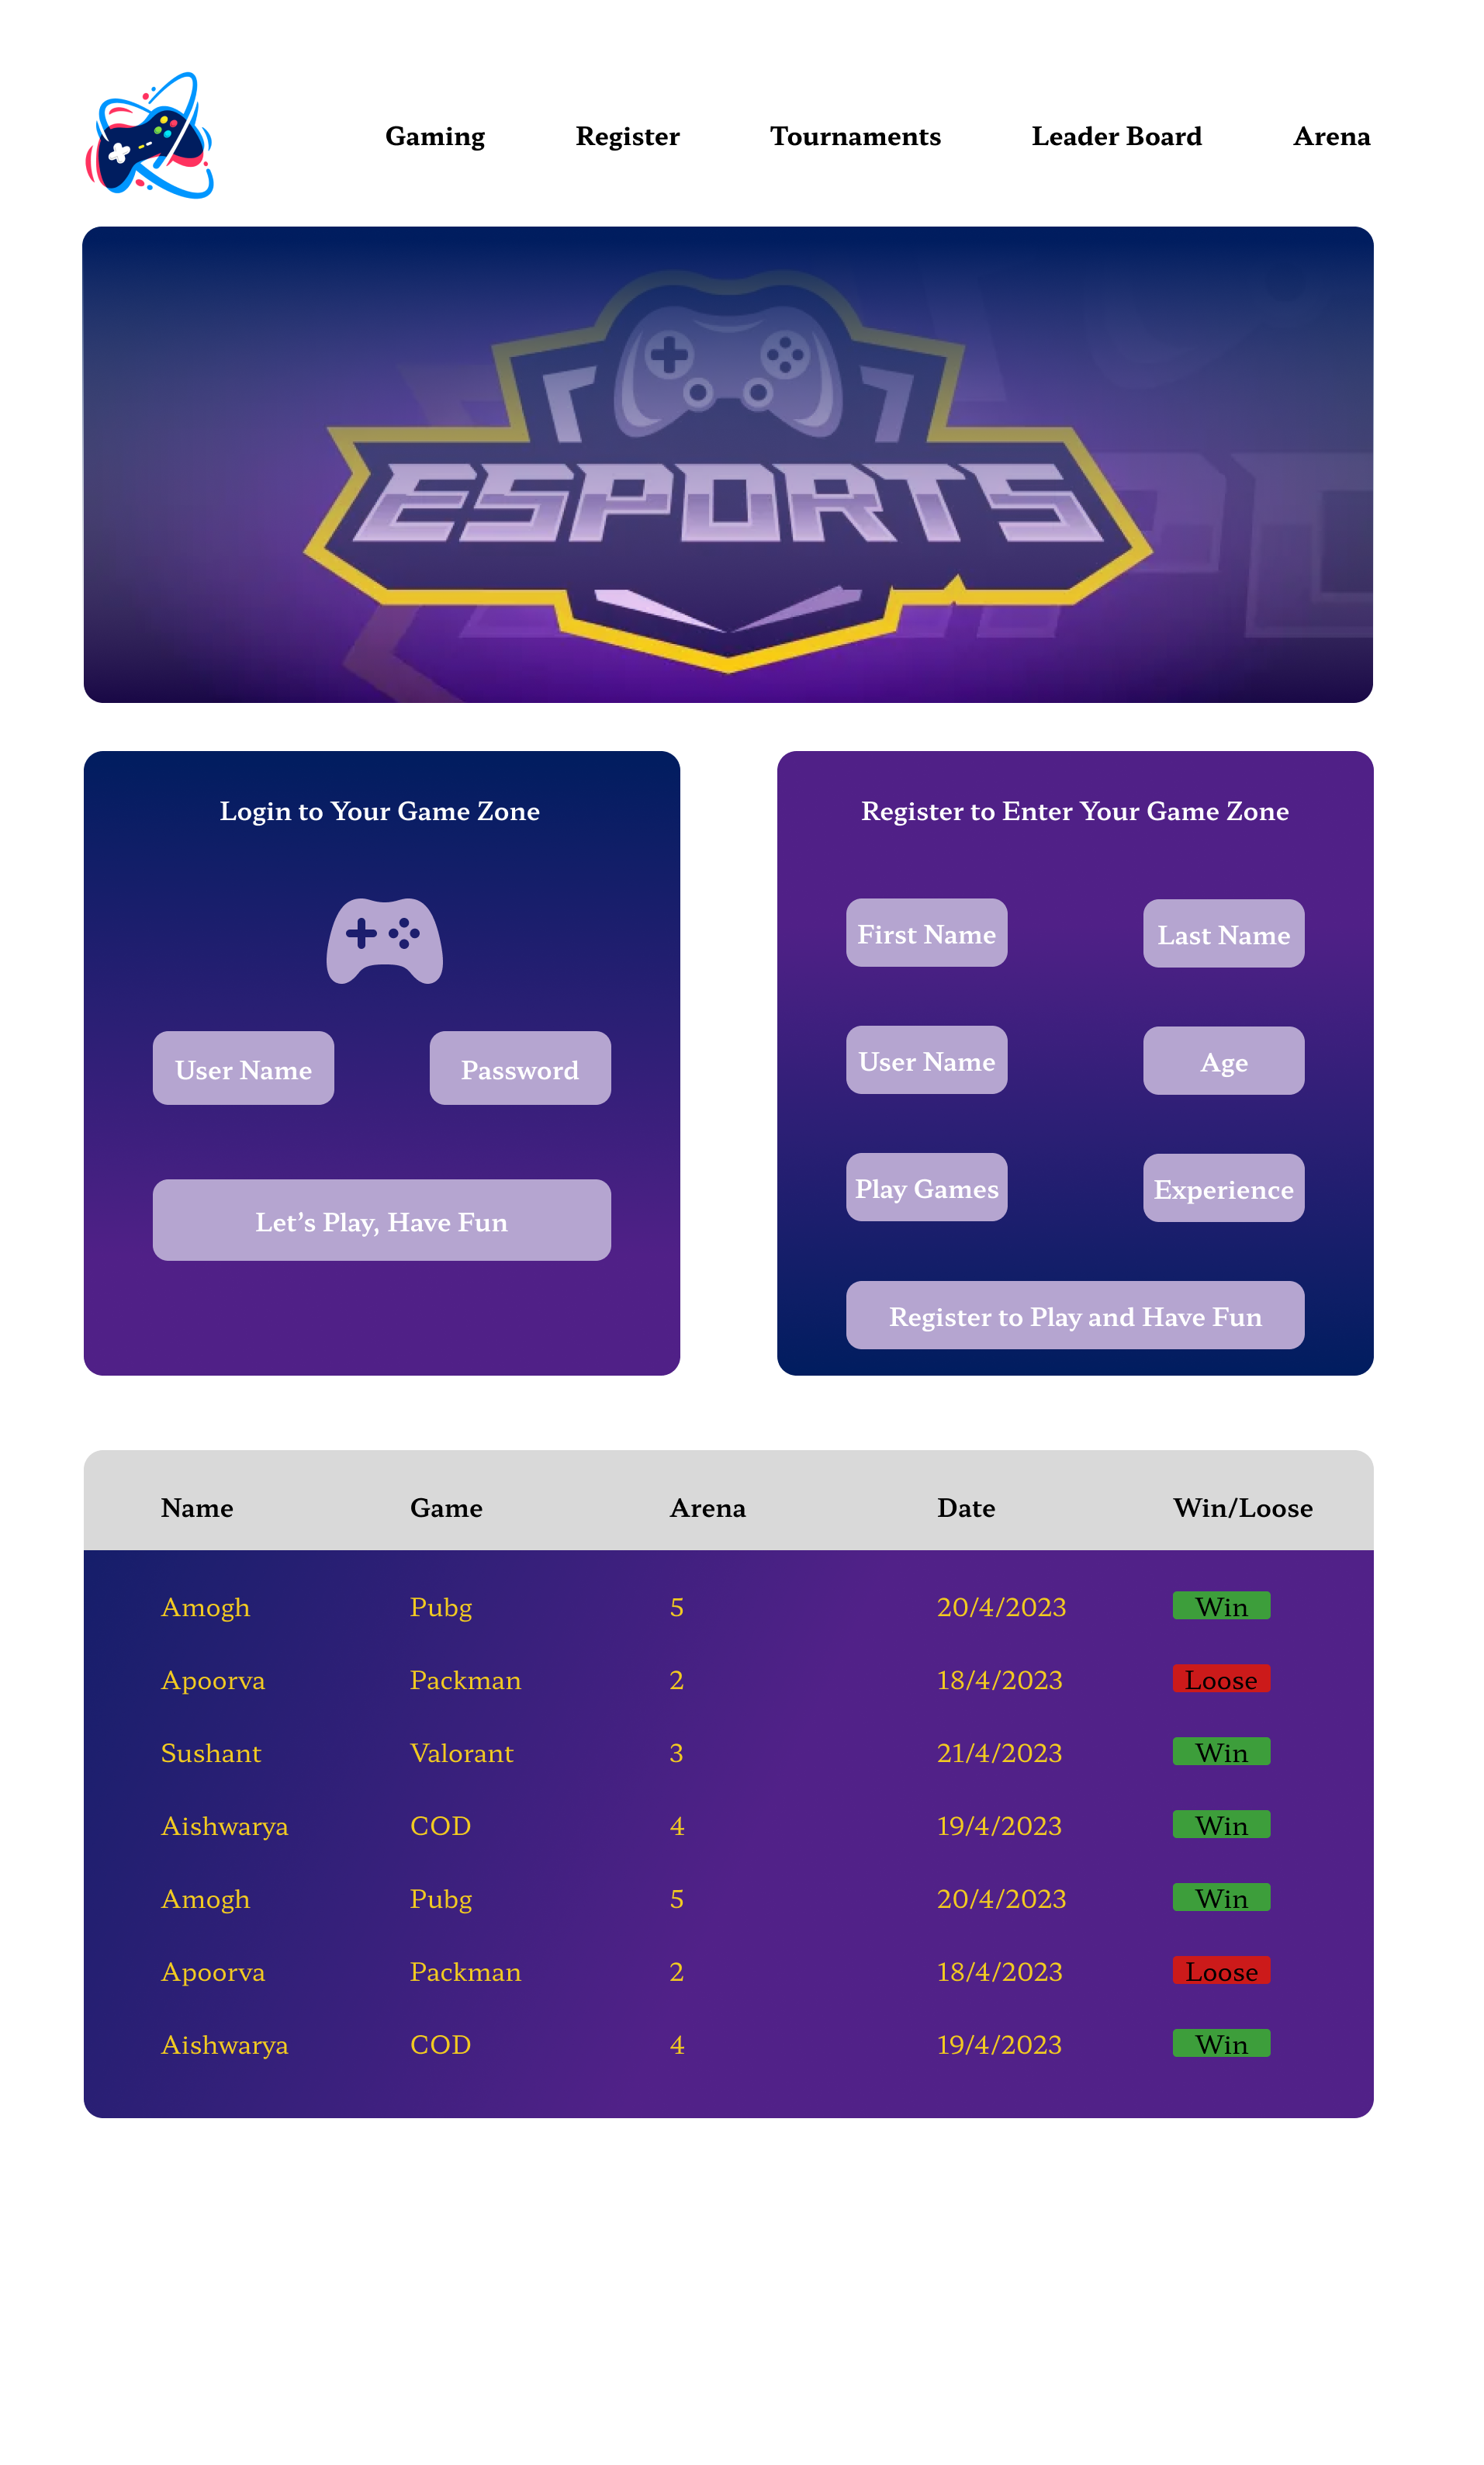 Gaming Register Tournaments Leader Board Arena
ESPORTS
Login to Your Game Zone
User Name Password
Let’s Play, Have Fun
Register to Enter Your Game Zone
First Name Last Name
User Name Age
Play Games Experience
Register to Play and Have Fun
Name Game Arena Date Win/Loose
Amogh Pubg 5 20/4/2023 Win
Apoorva Packman 2 18/4/2023 Loose
Sushant Valorant 3 21/4/2023 Win
Aishwarya COD 4 19/4/2023 Win
Amogh Pubg 5 20/4/2023 Win
Apoorva Packman 2 18/4/2023 Loose
Aishwarya COD 4 19/4/2023 Win